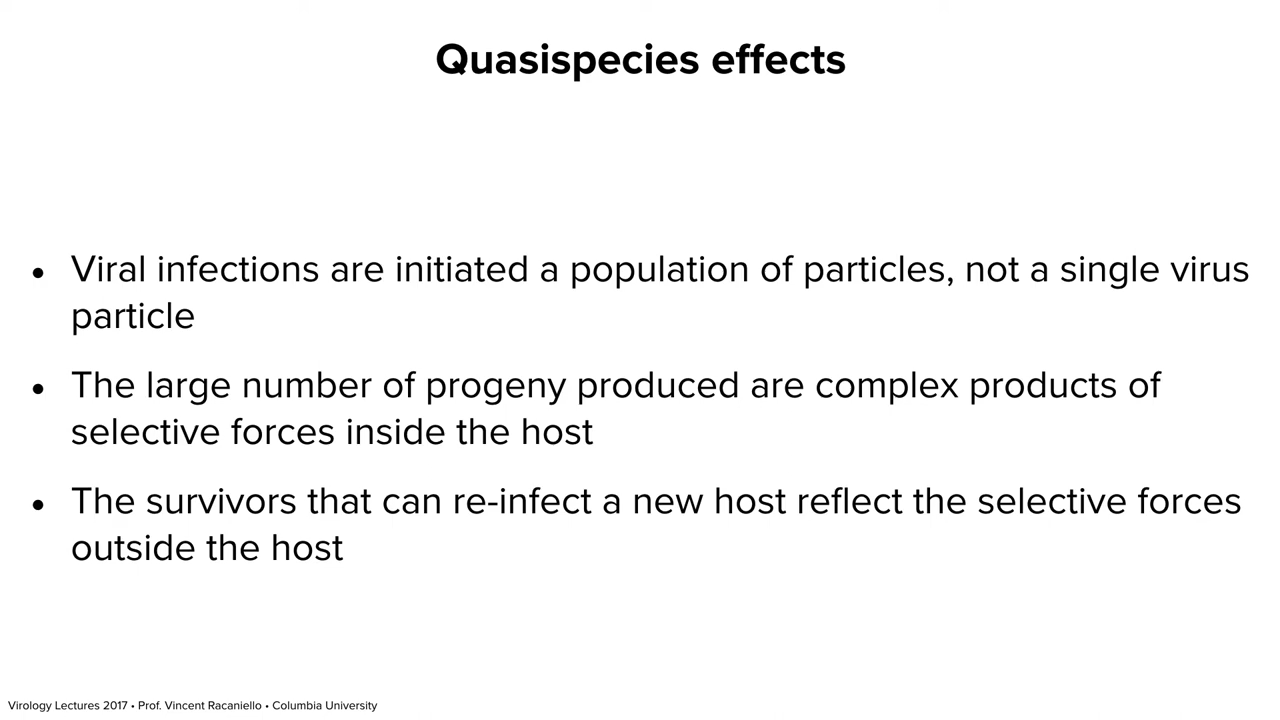 Quasispecies effects
• Viral infections are initiated a population of particles, not a single virus
particle
• The large number of progeny produced are complex products of
selective forces inside the host
• The survivors that can re-infect a new host reflect the selective forces
outside the host
Virology Lectures 2017 • Prof. Vincent Racaniello • Columbia University